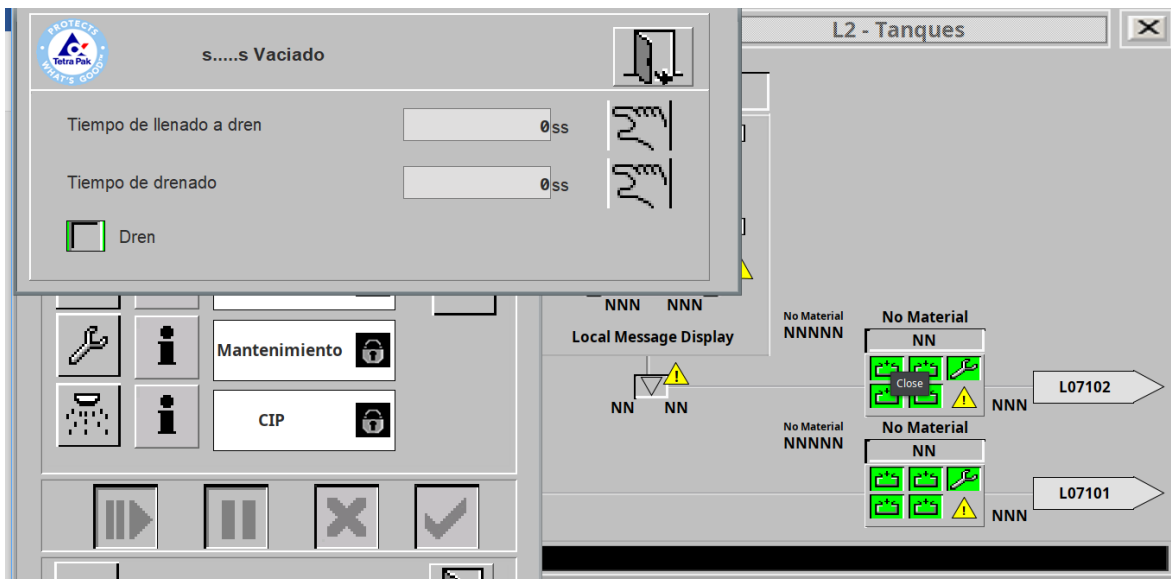 L2 - Tanques
PROTECTS
Tetra Pak
WHAT'S GOOD
s.....s Vaciado
Tiempo de llenado a dren
0ss
Tiempo de drenado
0ss
Dren
NNN NNN
Local Message Display
Mantenimiento
CIP
NN NN
No Material
NNNNN
No Material
NN
Close
NNN
L07102
No Material
NNNNN
No Material
NN
NNN
L07101